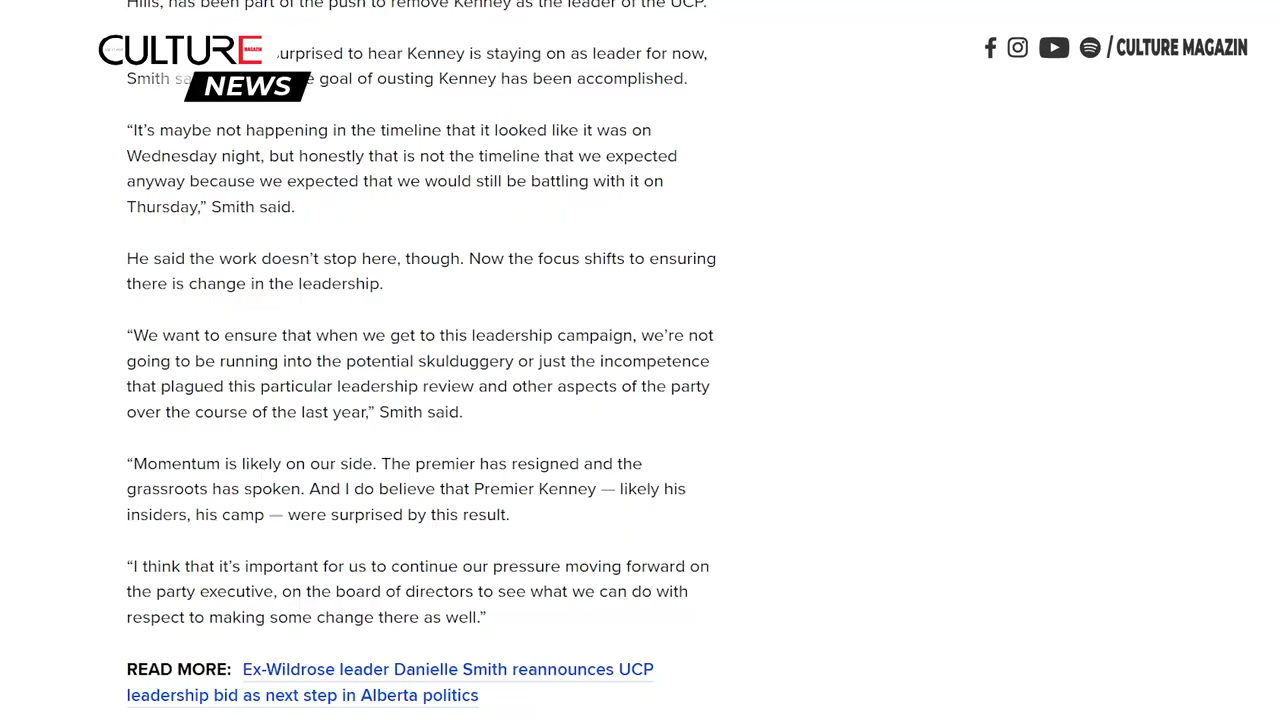 Hills, has been part of the push to remove Kenney as the leader of the UCP.
CULTURE
MAGAZIN
NEWS
/ CULTURE MAGAZIN
surprised to hear Kenney is staying on as leader for now,
Smith goal of ousting Kenney has been accomplished.
“It’s maybe not happening in the timeline that it looked like it was on
Wednesday night, but honestly that is not the timeline that we expected
anyway because we expected that we would still be battling with it on
Thursday,” Smith said.
He said the work doesn’t stop here, though. Now the focus shifts to ensuring
there is change in the leadership.
“We want to ensure that when we get to this leadership campaign, we’re not
going to be running into the potential skulduggery or just the incompetence
that plagued this particular leadership review and other aspects of the party
over the course of the last year,” Smith said.
“Momentum is likely on our side. The premier has resigned and the
grassroots has spoken. And I do believe that Premier Kenney — likely his
insiders, his camp — were surprised by this result.
“I think that it’s important for us to continue our pressure moving forward on
the party executive, on the board of directors to see what we can do with
respect to making some change there as well.”
READ MORE: Ex-Wildrose leader Danielle Smith reannounces UCP
leadership bid as next step in Alberta politics